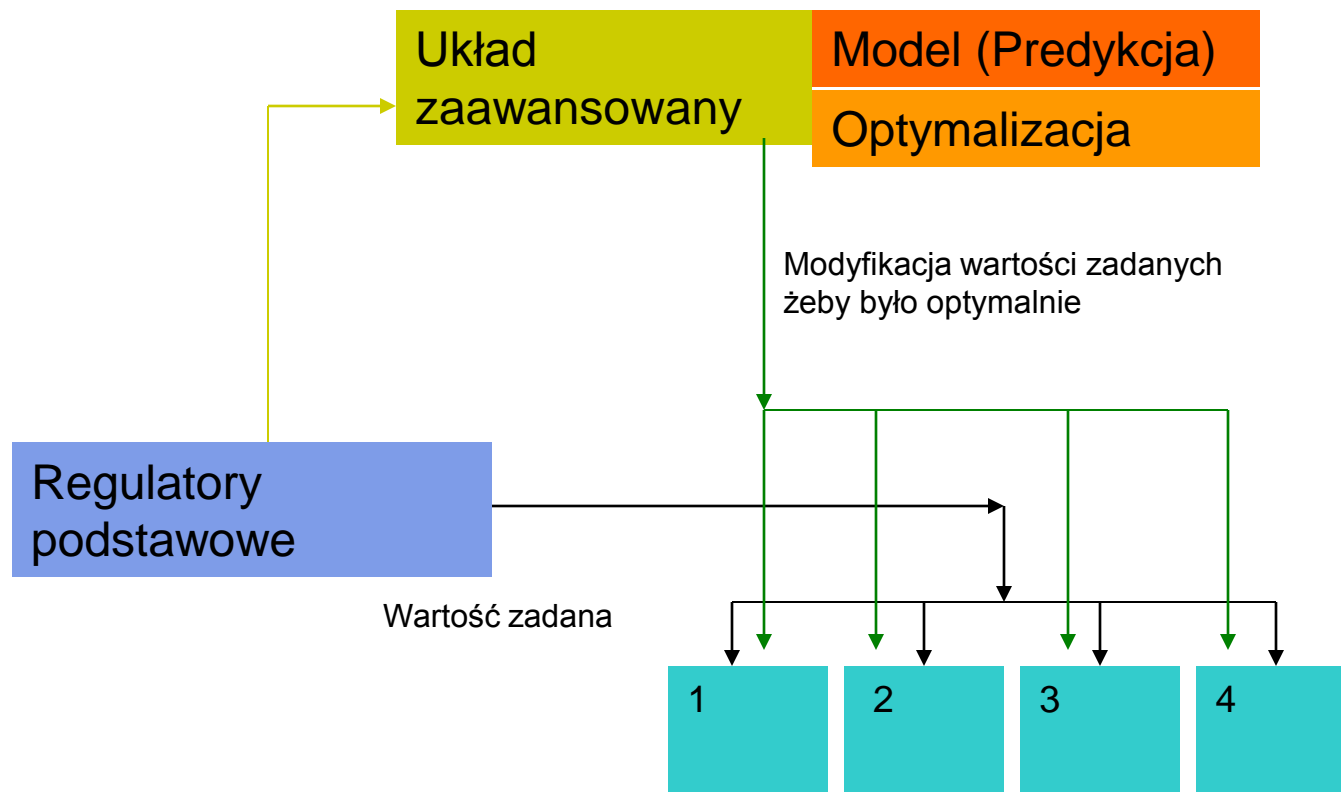 Układ
zaawansowany
Model (Predykcja)
Optymalizacja
Modyfikacja wartości zadanych
żeby było optymalnie
Regulatory
podstawowe
Wartość zadana
1
2
3
4